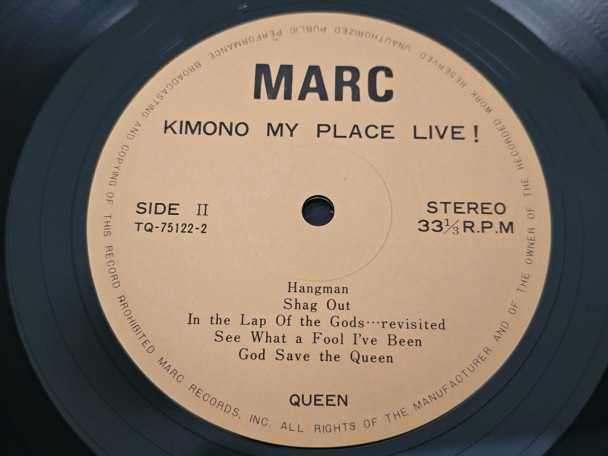 MARC
KIMONO MY PLACE LIVE!
SIDE II
TQ-75122-2
STEREO
33⅓ R.P.M
Hangman
Shag Out
In the Lap Of the Gods…revisited
See What a Fool I've Been
God Save the Queen
QUEEN
MARC RECORDS, INC. ALL RIGHTS OF THE MANUFACTURER AND OF THE OWNER OF THE RECORDED WORK RESERVED UNAUTHORIZED PUBLIC PERFORMANCE BROADCASTING AND COPYING OF THIS RECORD RROHIBITED